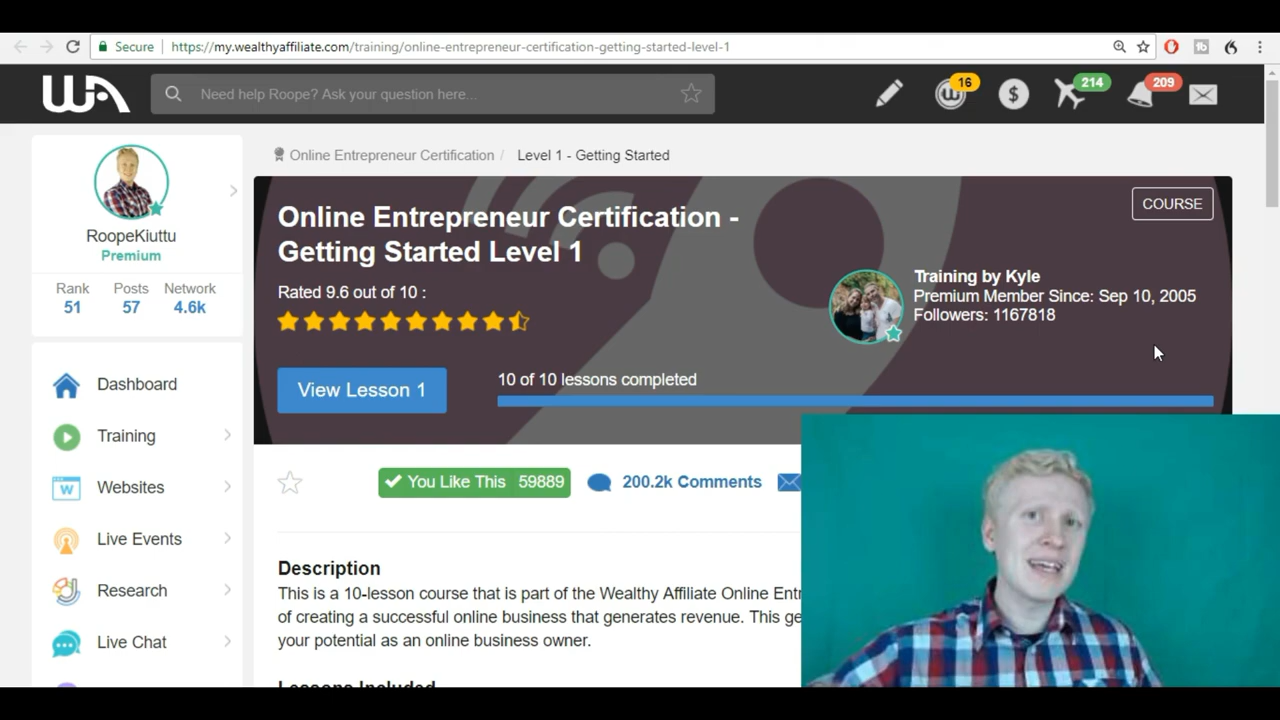 Secure
https://my.wealthyaffiliate.com/training/online-entrepreneur-certification-getting-started-level-1
WA
Need help Roope? Ask your question here...
16
$
214
209
Online Entrepreneur Certification / Level 1 - Getting Started
RoopeKiuttu
Premium
Rank Posts Network
51 57 4.6k
Online Entrepreneur Certification -
Getting Started Level 1
COURSE
Rated 9.6 out of 10 :
Training by Kyle
Premium Member Since: Sep 10, 2005
Followers: 1167818
View Lesson 1
10 of 10 lessons completed
Dashboard
Training
Websites
Live Events
Research
Live Chat
You Like This 59889
200.2k Comments
Description
This is a 10-lesson course that is part of the Wealthy Affiliate Online Entr
of creating a successful online business that generates revenue. This ge
your potential as an online business owner.
Lessons Included